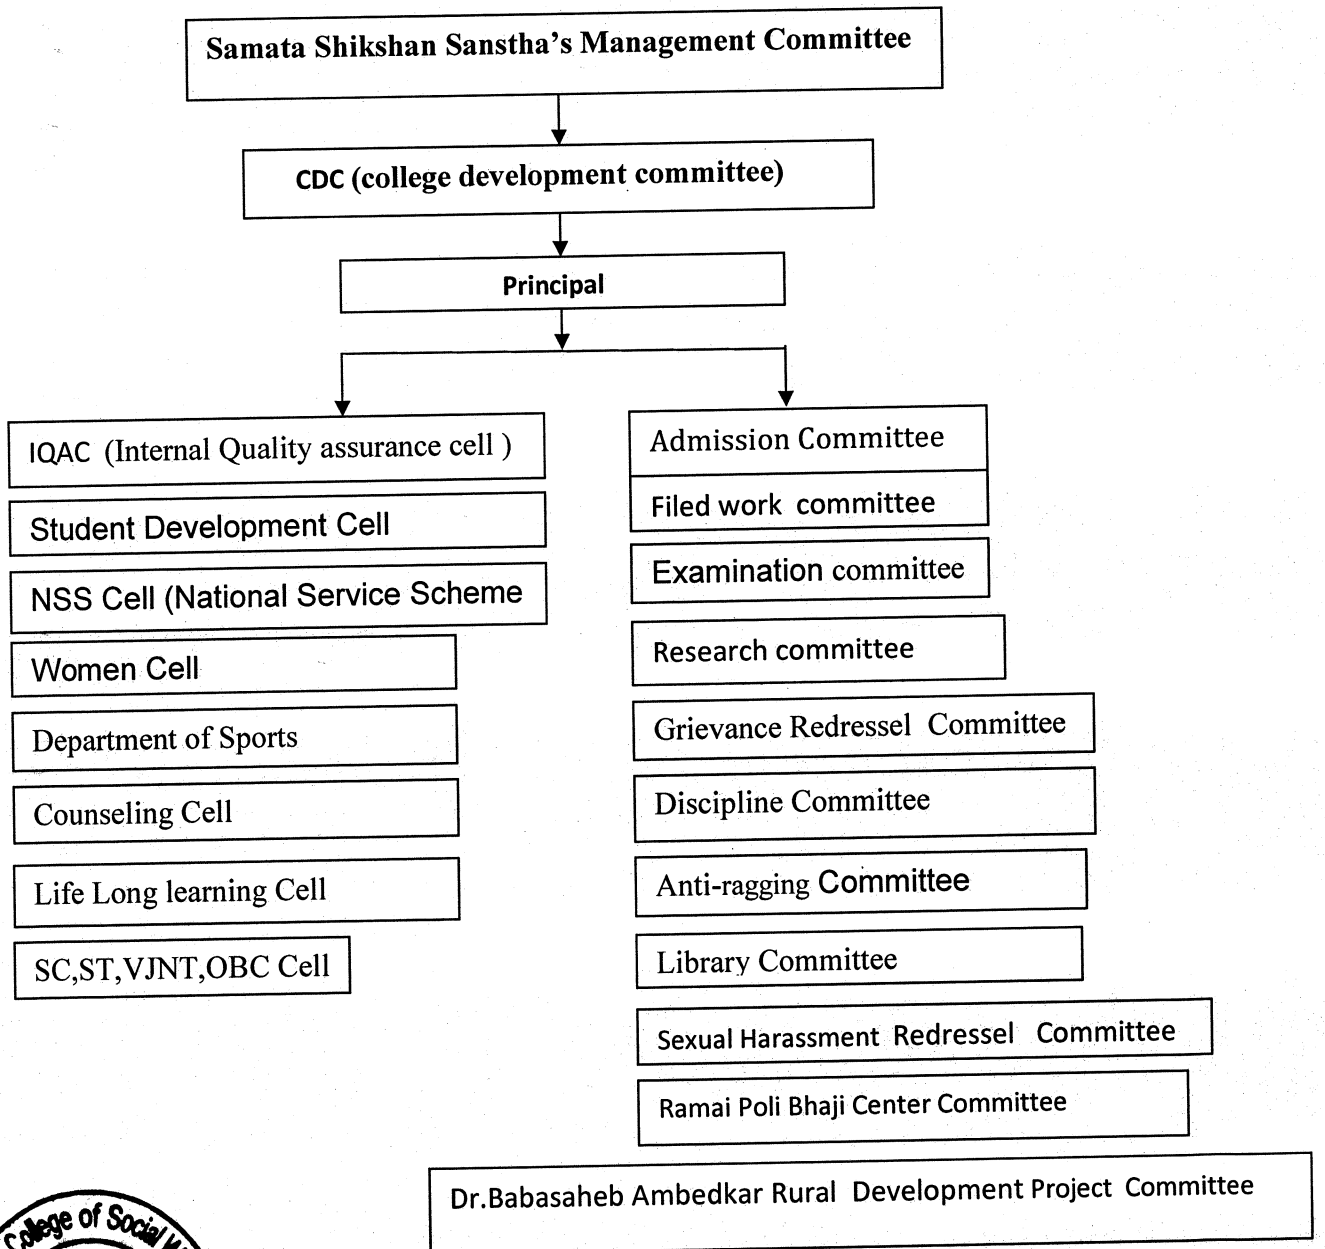 Samata Shikshan Sanstha's Management Committee
CDC (college development committee)
Principal
IQAC (Internal Quality assurance cell )
Student Development Cell
NSS Cell (National Service Scheme
Women Cell
Department of Sports
Counseling Cell
Life Long learning Cell
SC,ST,VJNT,OBC Cell
Admission Committee
Filed work committee
Examination committee
Research committee
Grievance Redressel Committee
Discipline Committee
Anti-ragging Committee
Library Committee
Sexual Harassment Redressel Committee
Ramai Poli Bhaji Center Committee
Dr.Babasaheb Ambedkar Rural Development Project Committee
College of Social